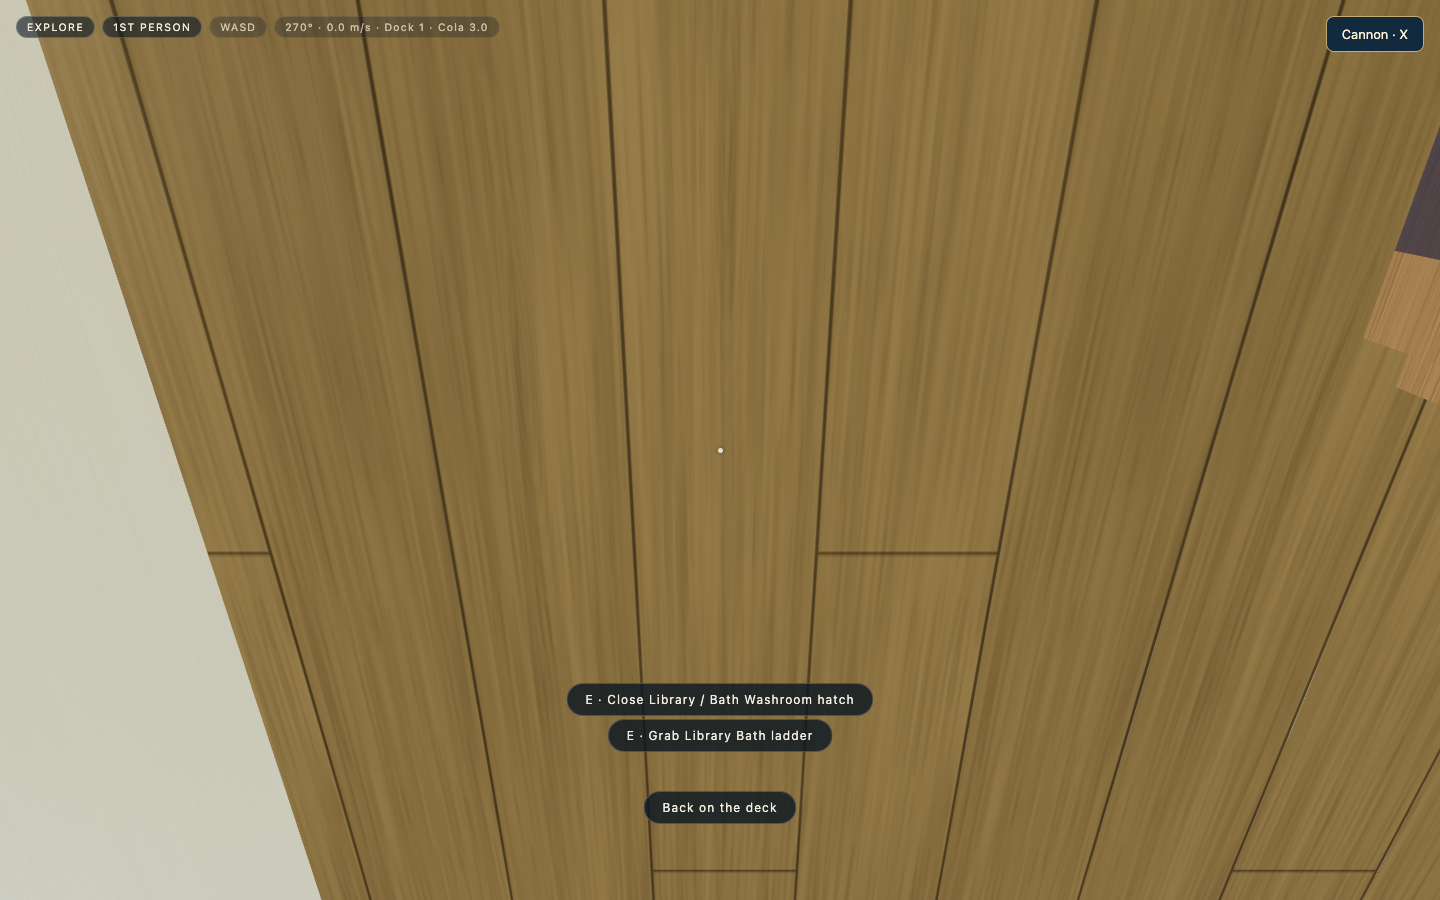 EXPLORE
1ST PERSON
WASD
270° · 0.0 m/s · Dock 1 · Cola 3.0
Cannon · X
E · Close Library / Bath Washroom hatch
E · Grab Library Bath ladder
Back on the deck